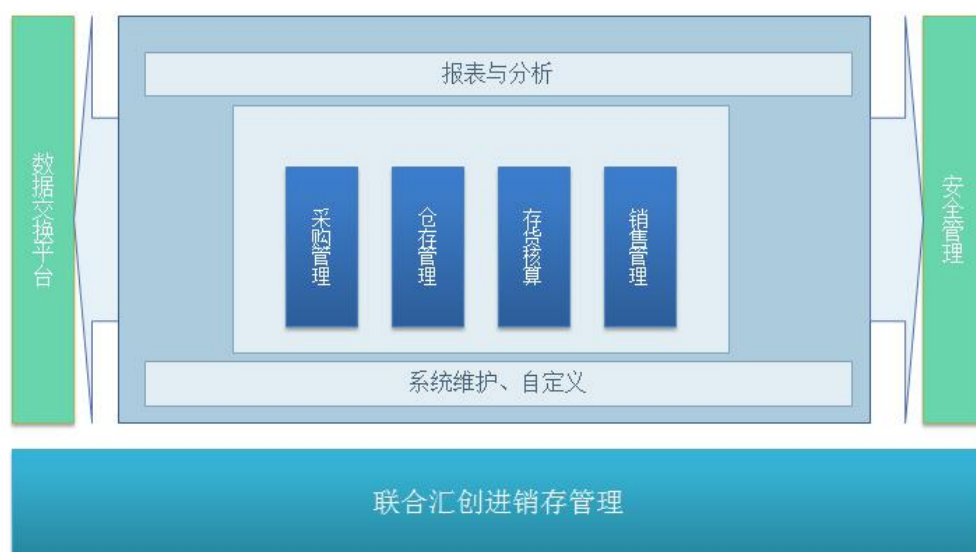 报表与分析
数据交换平台
采购管理
仓存管理
存货核算
销售管理
安全管理
系统维护、自定义
联合汇创进销存管理